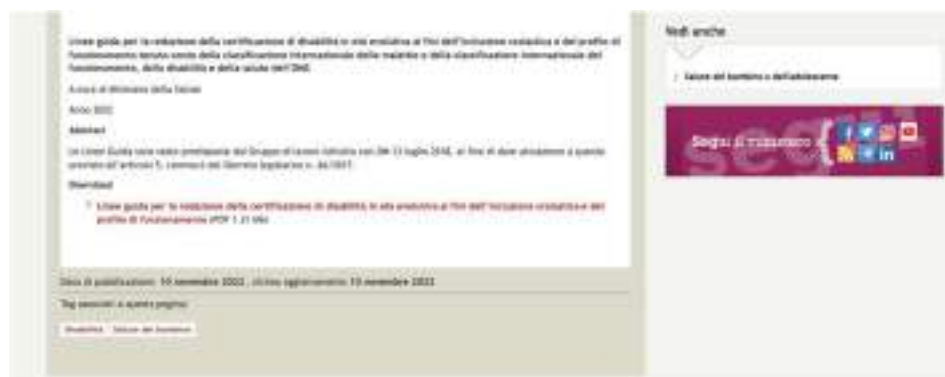 Linee guida per la redazione della certificazione di disabilità in età evolutiva ai fini dell'inclusione scolastica e del profilo di
funzionamento tenuto conto della classificazione internazionale delle malattie e della classificazione internazionale del
funzionamento, della disabilità e della salute dell'OMS
A cura di Ministero della Salute
Anno 2022
Abstract
Le Linee Guida sono state predisposte dal Gruppo di lavoro istituito con DM 13 luglio 2018, al fine di dare attuazione a quanto
previsto all'articolo 5, comma 6 del Decreto legislativo n. 66/2017.
Download
Linee guida per la redazione della certificazione di disabilità in età evolutiva ai fini dell'inclusione scolastica e del
profilo di funzionamento (PDF 1.21 Mb)
Data di pubblicazione: 10 novembre 2022, ultimo aggiornamento 10 novembre 2022
Tag associati a questa pagina:
Disabilità Salute del bambino
Vedi anche
Salute del bambino e dell'adolescente
Segui il ministero
segui